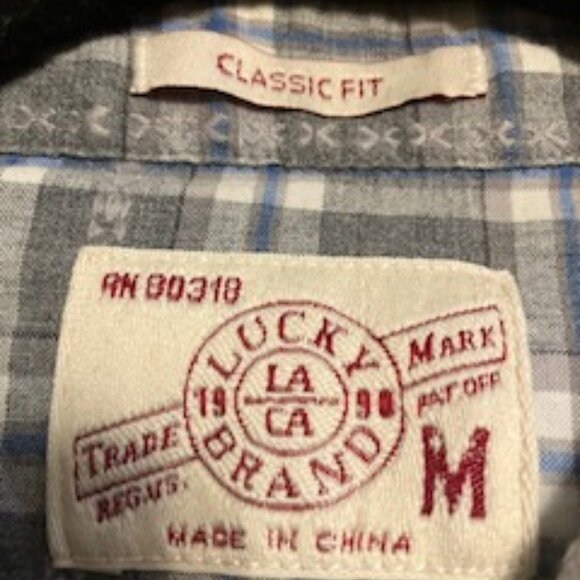 CLASSIC FIT
RN 80318
LUCKY
BRAND
19 90
LA
CA
TRADE
MARK
REG.U.S.
PAT.OFF
M
MADE IN CHINA